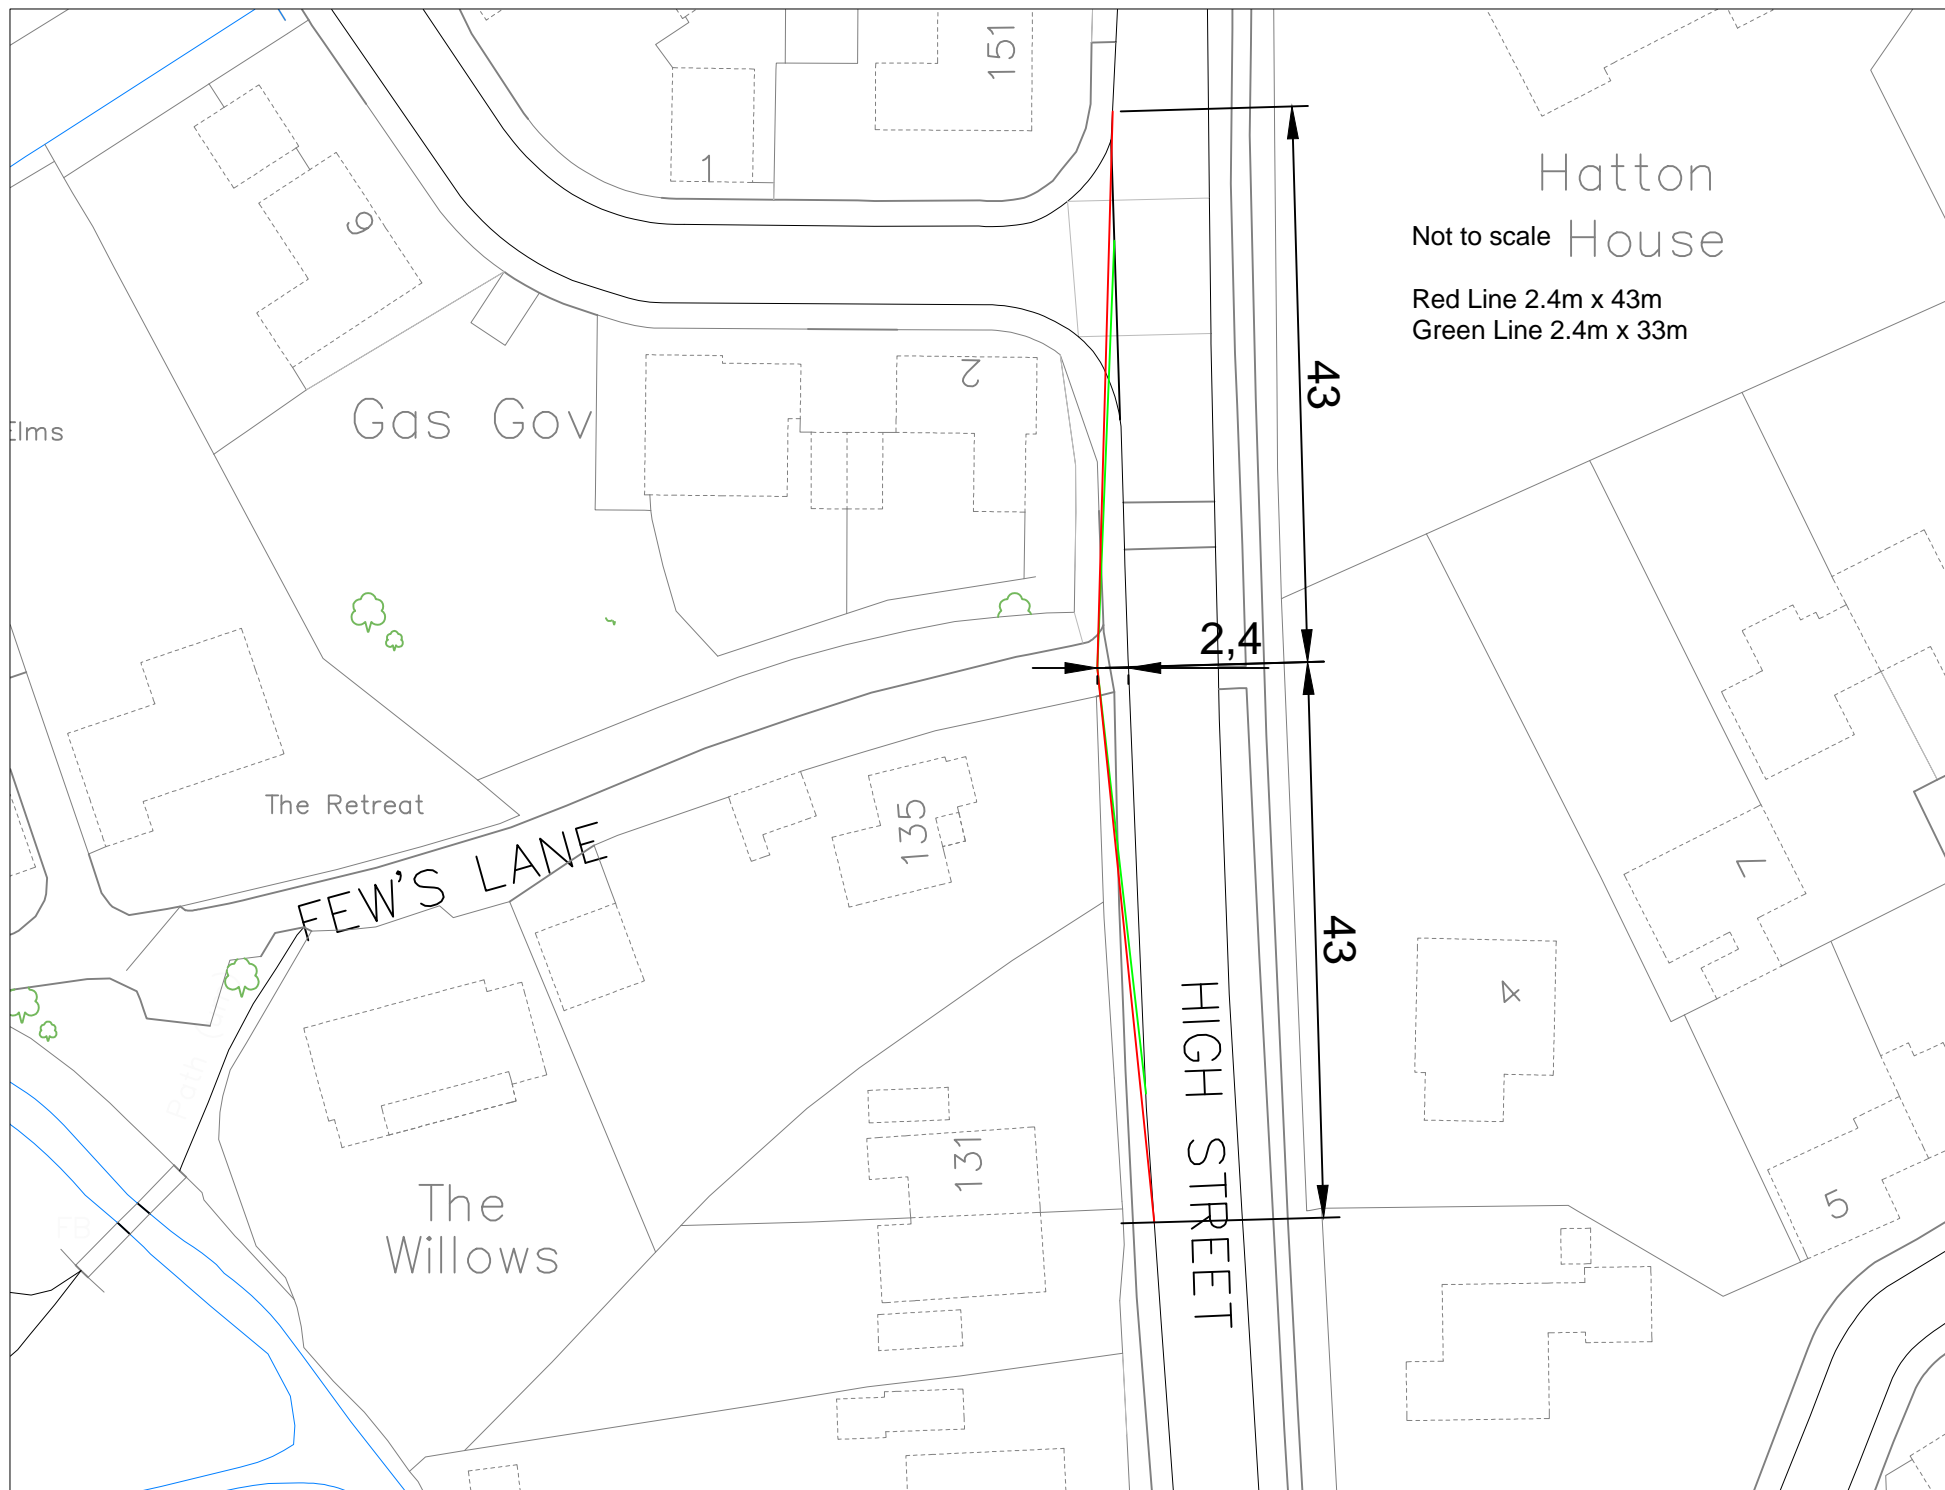 151
1
Hatton
House
Not to scale
Red Line 2.4m x 43m
Green Line 2.4m x 33m
9
2
43
Gas Gov
Elms
2,4
The Retreat
135
FEW'S LANE
43
HIGH STREET
4
7
131
The
Willows
5
FB